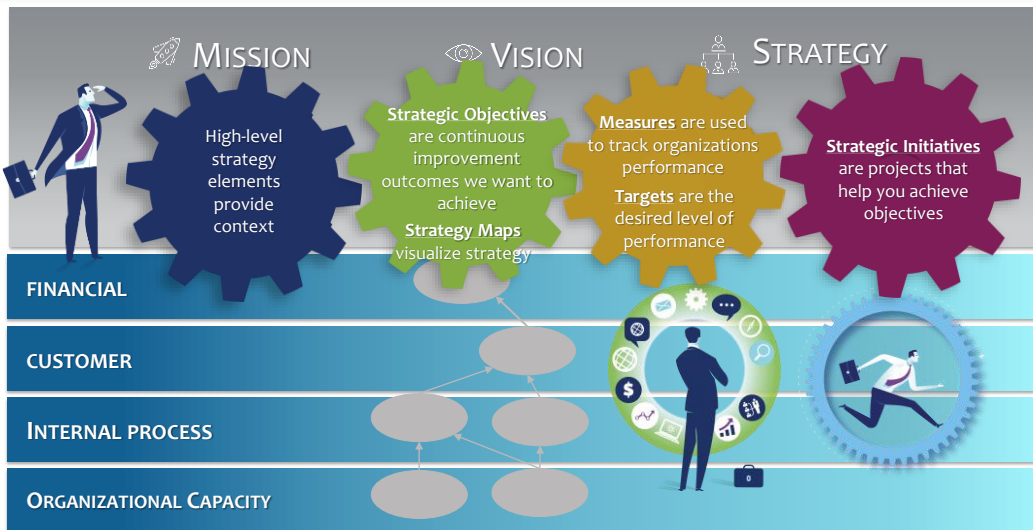 MISSION
VISION
STRATEGY
High-level
strategy
elements
provide
context
Strategic Objectives
are continuous
improvement
outcomes we want to
achieve
Strategy Maps
visualize strategy
Measures are used
to track organizations
performance
Targets are the
desired level of
performance
Strategic Initiatives
are projects that
help you achieve
objectives
FINANCIAL
CUSTOMER
INTERNAL PROCESS
ORGANIZATIONAL CAPACITY
$